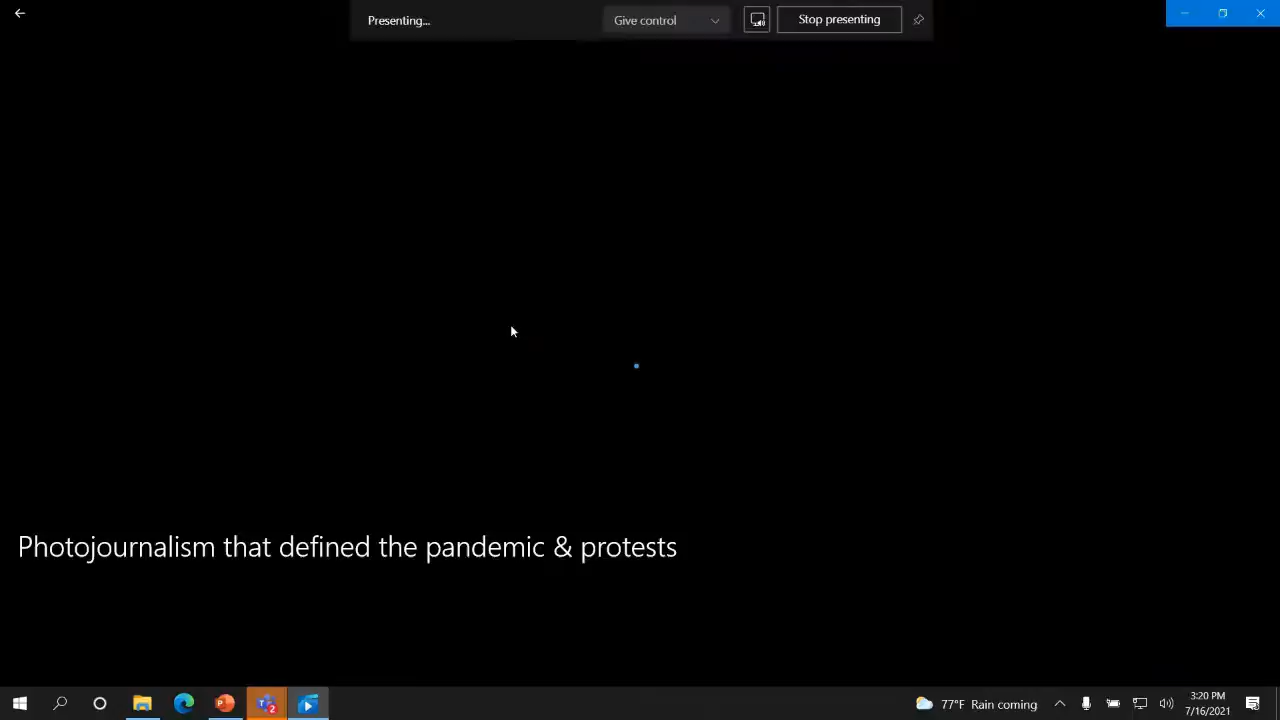 Presenting...
Give control
Stop presenting
Photojournalism that defined the pandemic & protests
77°F Rain coming
3:20 PM
7/16/2021
P
T
2